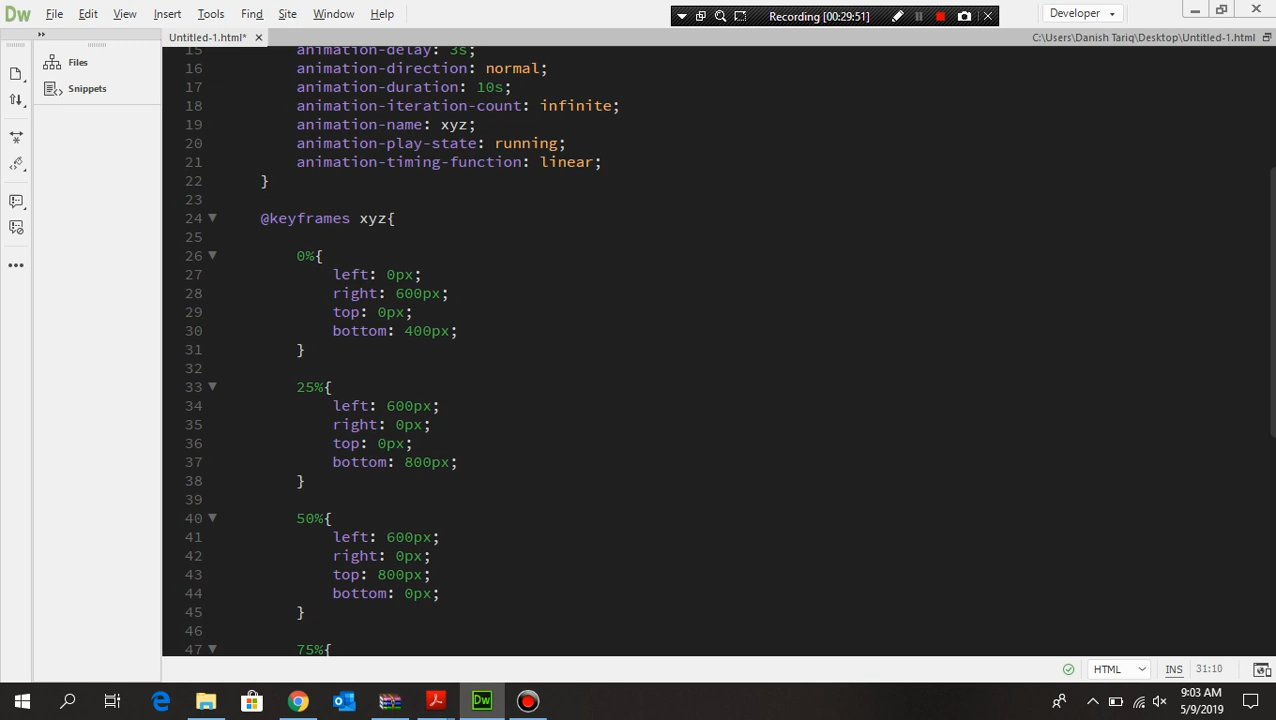 Dw File Edit View Insert Tools Find Site Window Help Recording [00:29:51] Developer
Untitled-1.html* C:\Users\Danish Tariq\Desktop\Untitled-1.html
Files
Snippets
15 animation-delay: 3s;
16 animation-direction: normal;
17 animation-duration: 10s;
18 animation-iteration-count: infinite;
19 animation-name: xyz;
20 animation-play-state: running;
21 animation-timing-function: linear;
22 }
23
24 @keyframes xyz{
25
26 0%{
27 left: 0px;
28 right: 600px;
29 top: 0px;
30 bottom: 400px;
31 }
32
33 25%{
34 left: 600px;
35 right: 0px;
36 top: 0px;
37 bottom: 800px;
38 }
39
40 50%{
41 left: 600px;
42 right: 0px;
43 top: 800px;
44 bottom: 0px;
45 }
46
47 75%{
HTML INS 31:10
Dw 9:03 AM
5/9/2019